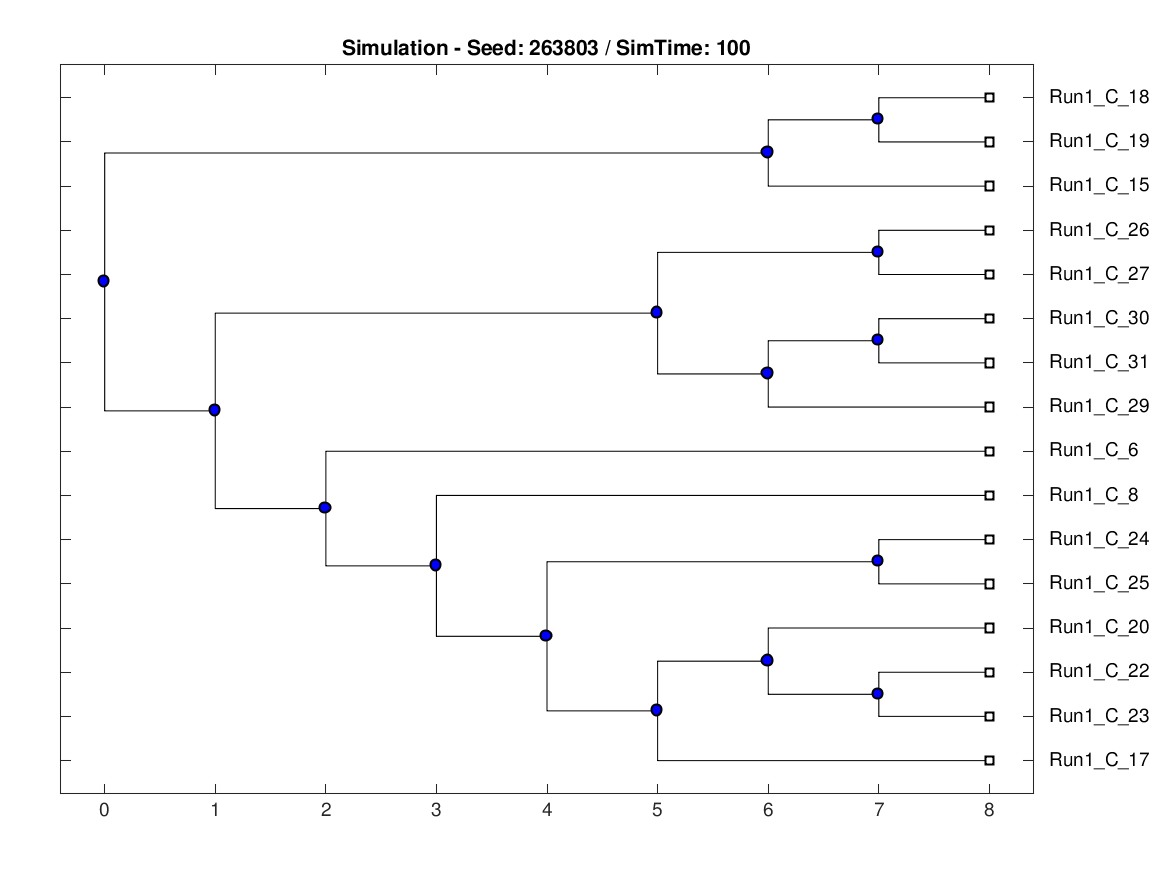 Simulation - Seed: 263803 / SimTime: 100
Run1_C_18
Run1_C_19
Run1_C_15
Run1_C_26
Run1_C_27
Run1_C_30
Run1_C_31
Run1_C_29
Run1_C_6
Run1_C_8
Run1_C_24
Run1_C_25
Run1_C_20
Run1_C_22
Run1_C_23
Run1_C_17
0 1 2 3 4 5 6 7 8